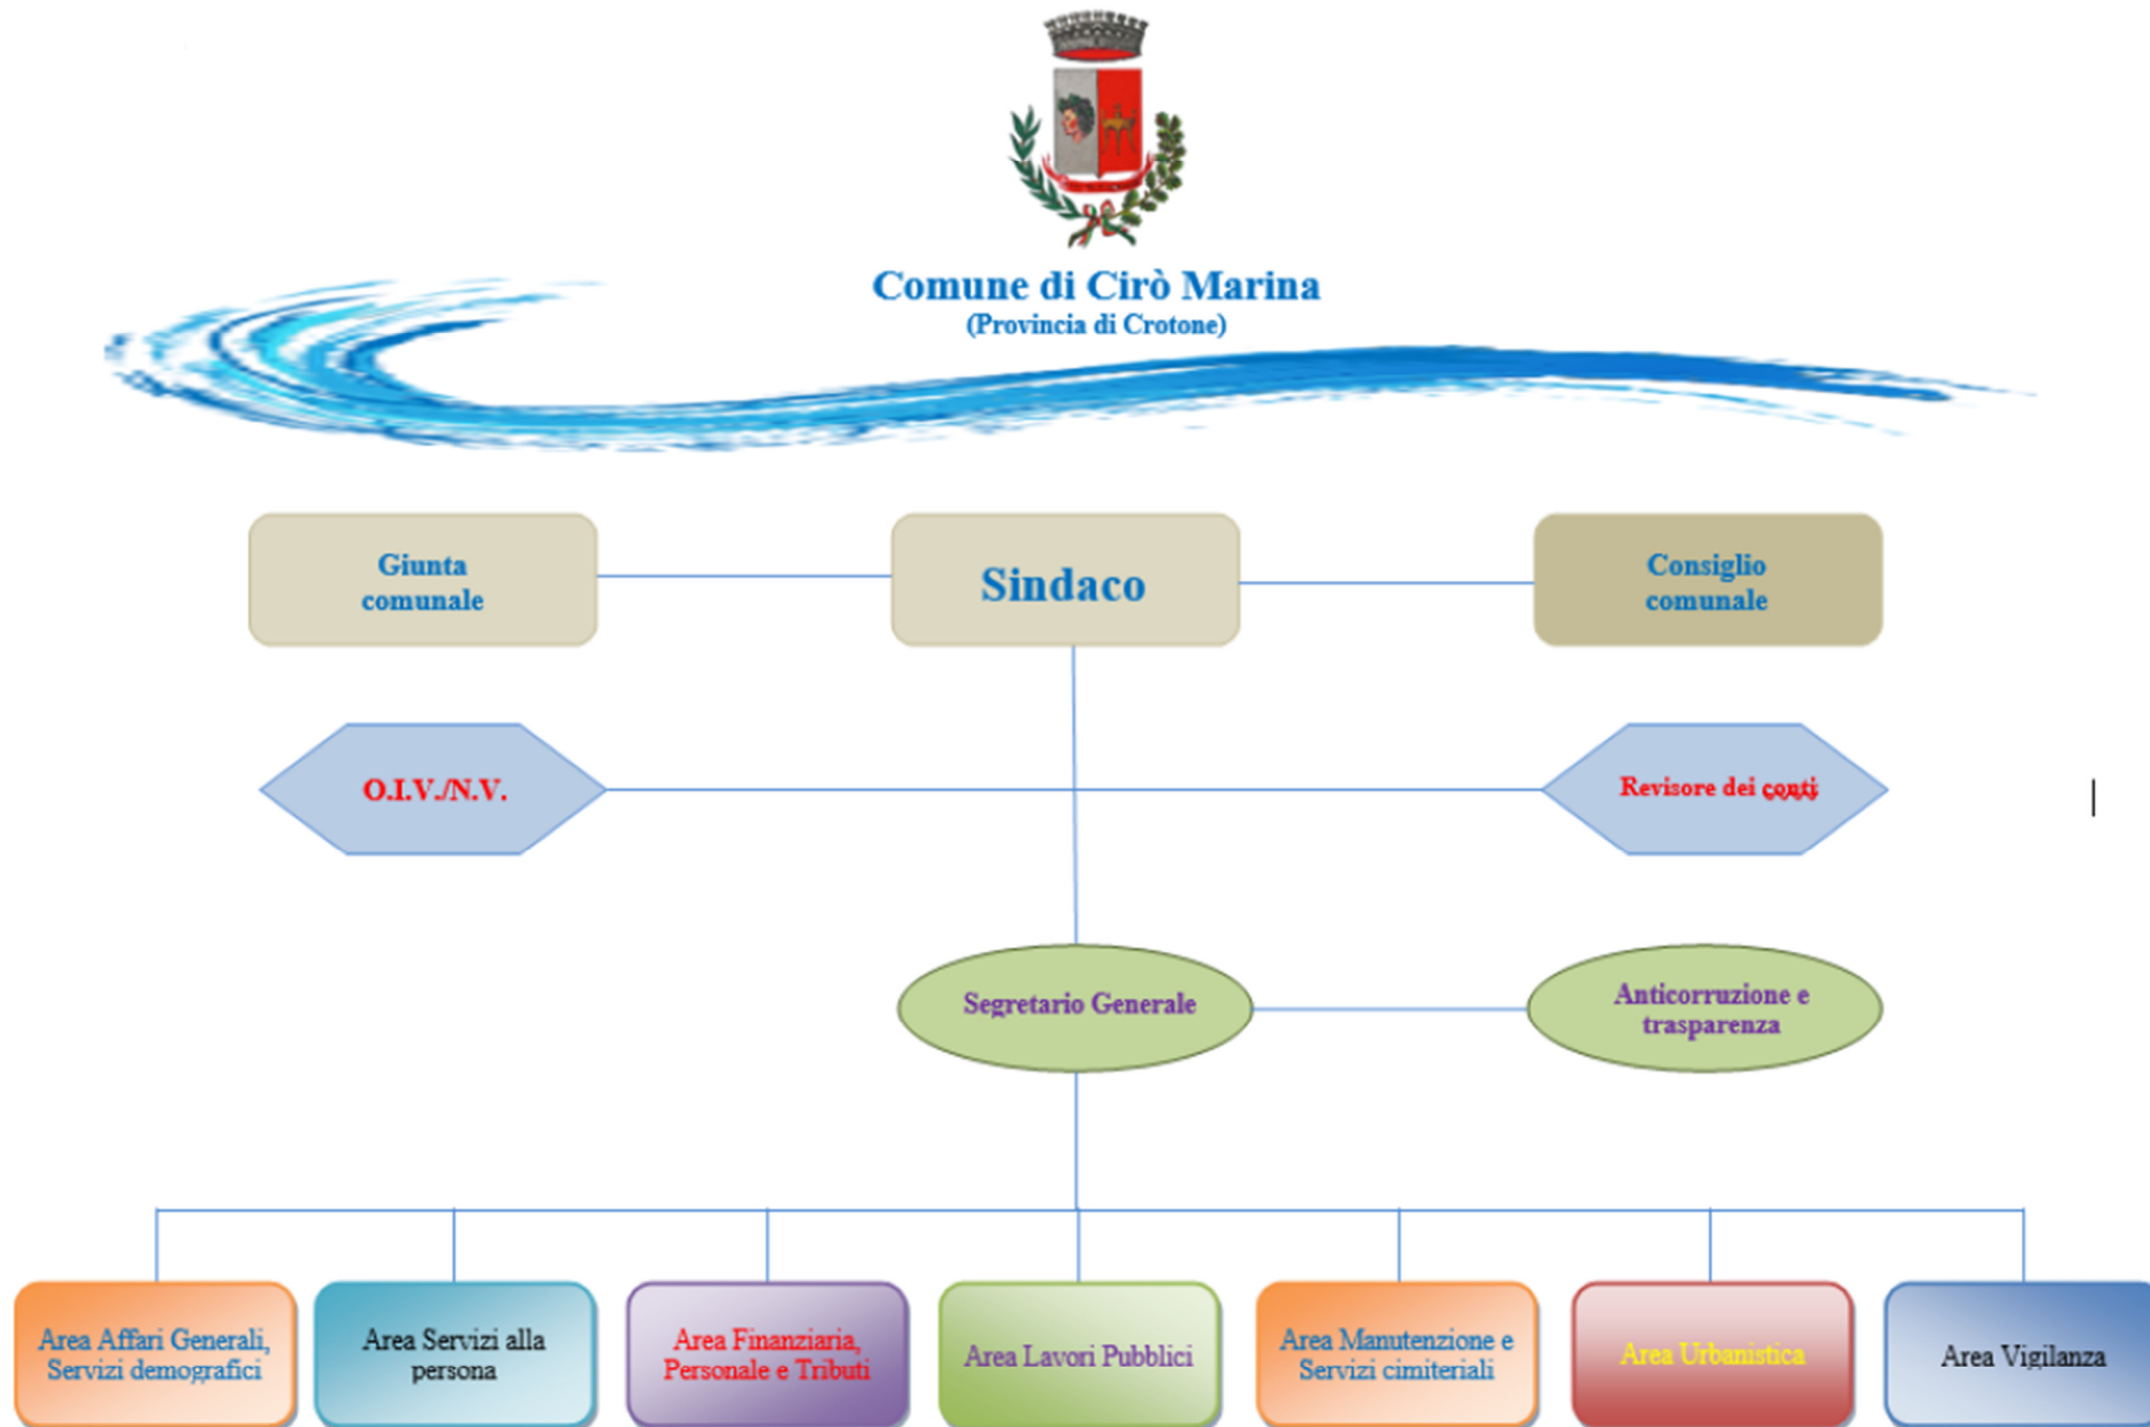 Comune di Cirò Marina
(Provincia di Crotone)
Giunta
comunale
Sindaco
Consiglio
comunale
O.I.V./N.V.
Revisore dei conti
Segretario Generale
Anticorruzione e
trasparenza
Area Affari Generali,
Servizi demografici
Area Servizi alla
persona
Area Finanziaria,
Personale e Tributi
Area Lavori Pubblici
Area Manutenzione e
Servizi cimiteriali
Area Urbanistica
Area Vigilanza